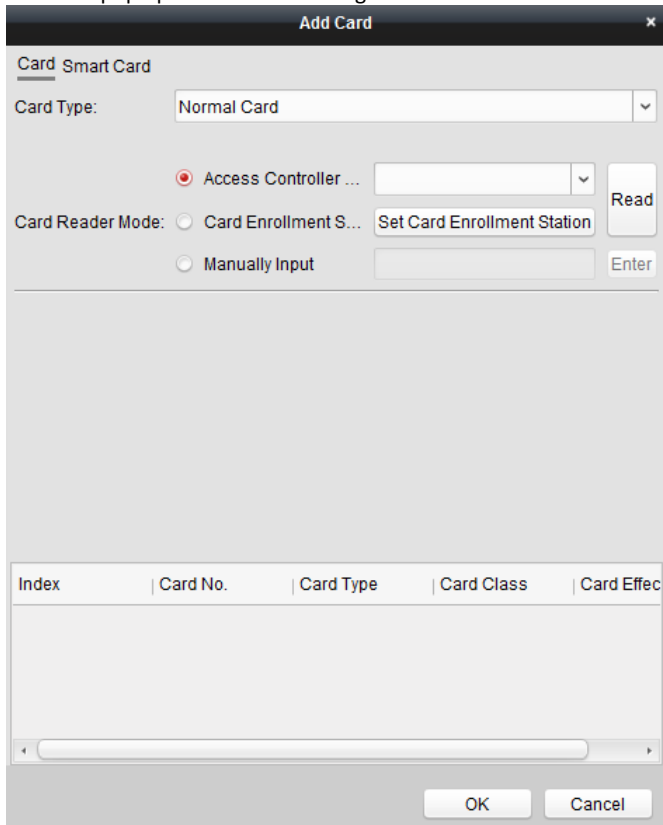 Add Card
Card Smart Card
Card Type: Normal Card
Access Controller ...
Read
Card Reader Mode: Card Enrollment S... Set Card Enrollment Station
Manually Input Enter
Index Card No. Card Type Card Class Card Effec
OK Cancel